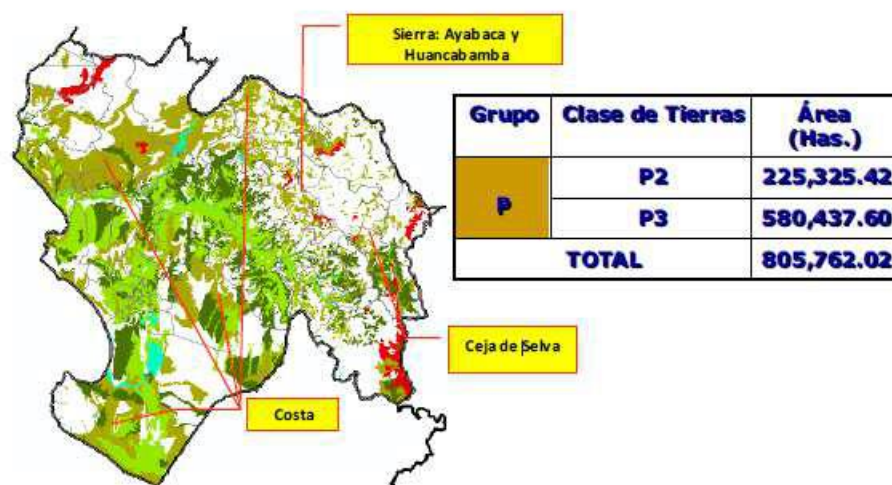 Sierra: Ayabaca y
Huancabamba
Grupo Clase de Tierras Área
(Has.)
P P2 225,325.42
P3 580,437.60
TOTAL 805,762.02
Ceja de Selva
Costa